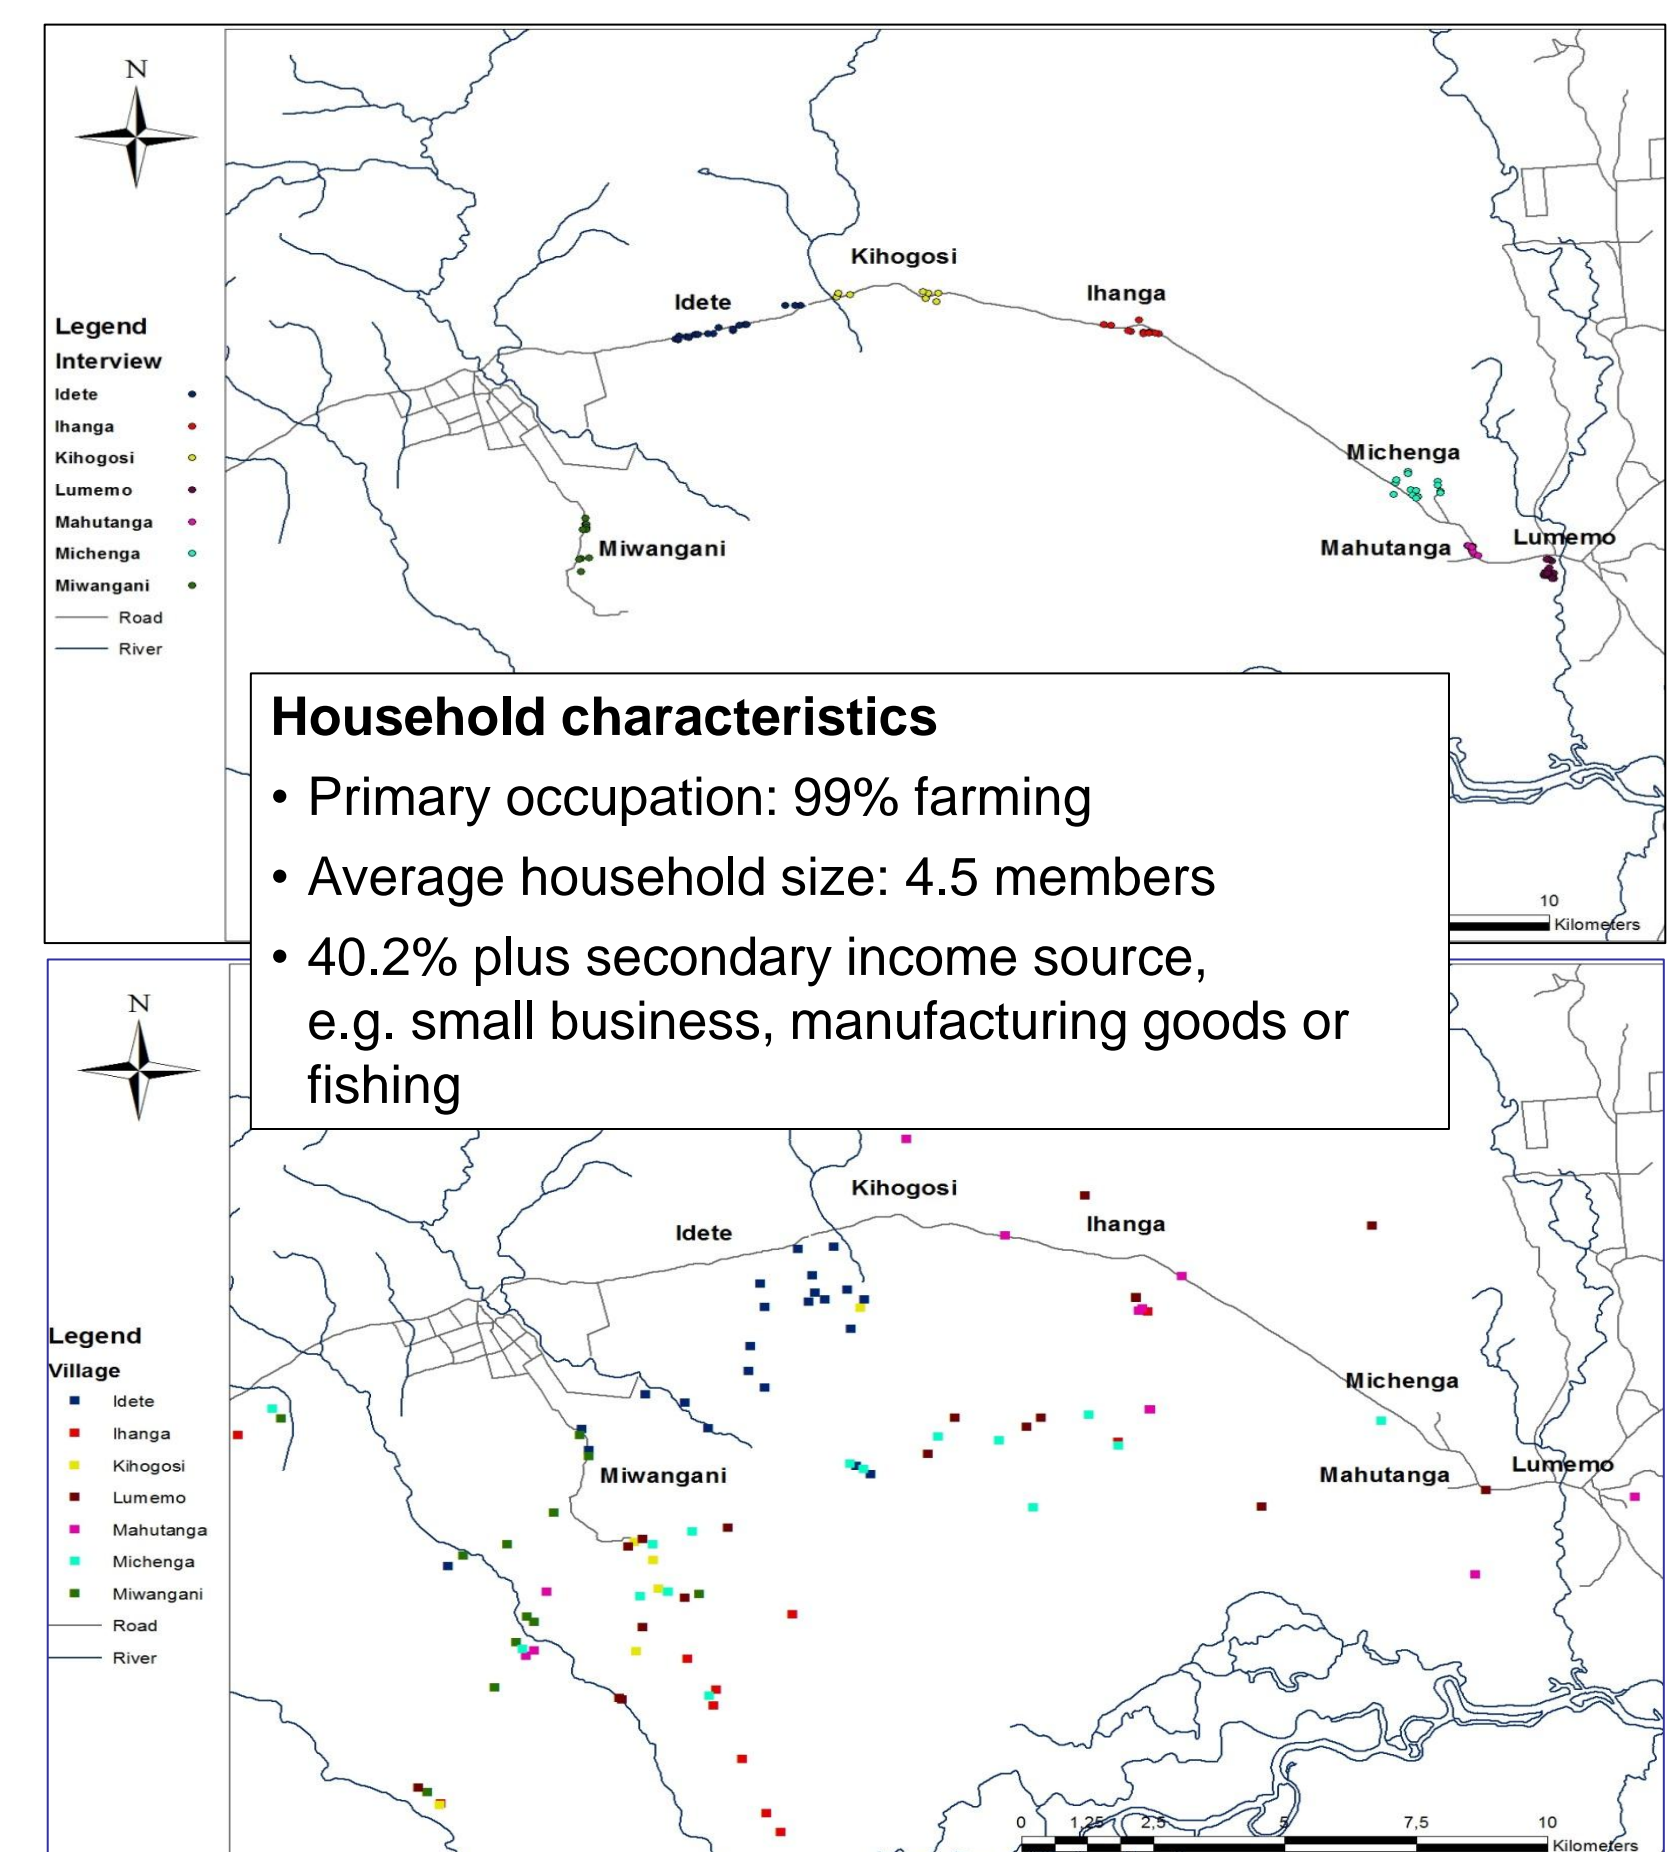 N
Kihogosi
Idete
Ihanga
Legend
Interview
Idete
Ihanga
Kihogosi
Lumemo
Mahutanga
Michenga
Miwangani
Road
River
Michenga
Miwangani
Mahutanga
Lumemo
Household characteristics
• Primary occupation: 99% farming
• Average household size: 4.5 members
• 40.2% plus secondary income source,
e.g. small business, manufacturing goods or
fishing
10
Kilometers
N
Kihogosi
Idete
Ihanga
Legend
Village
Idete
Ihanga
Kihogosi
Lumemo
Mahutanga
Michenga
Miwangani
Road
River
Michenga
Miwangani
Mahutanga
Lumemo
0 1,25 2,5 5 7,5 10
Kilometers